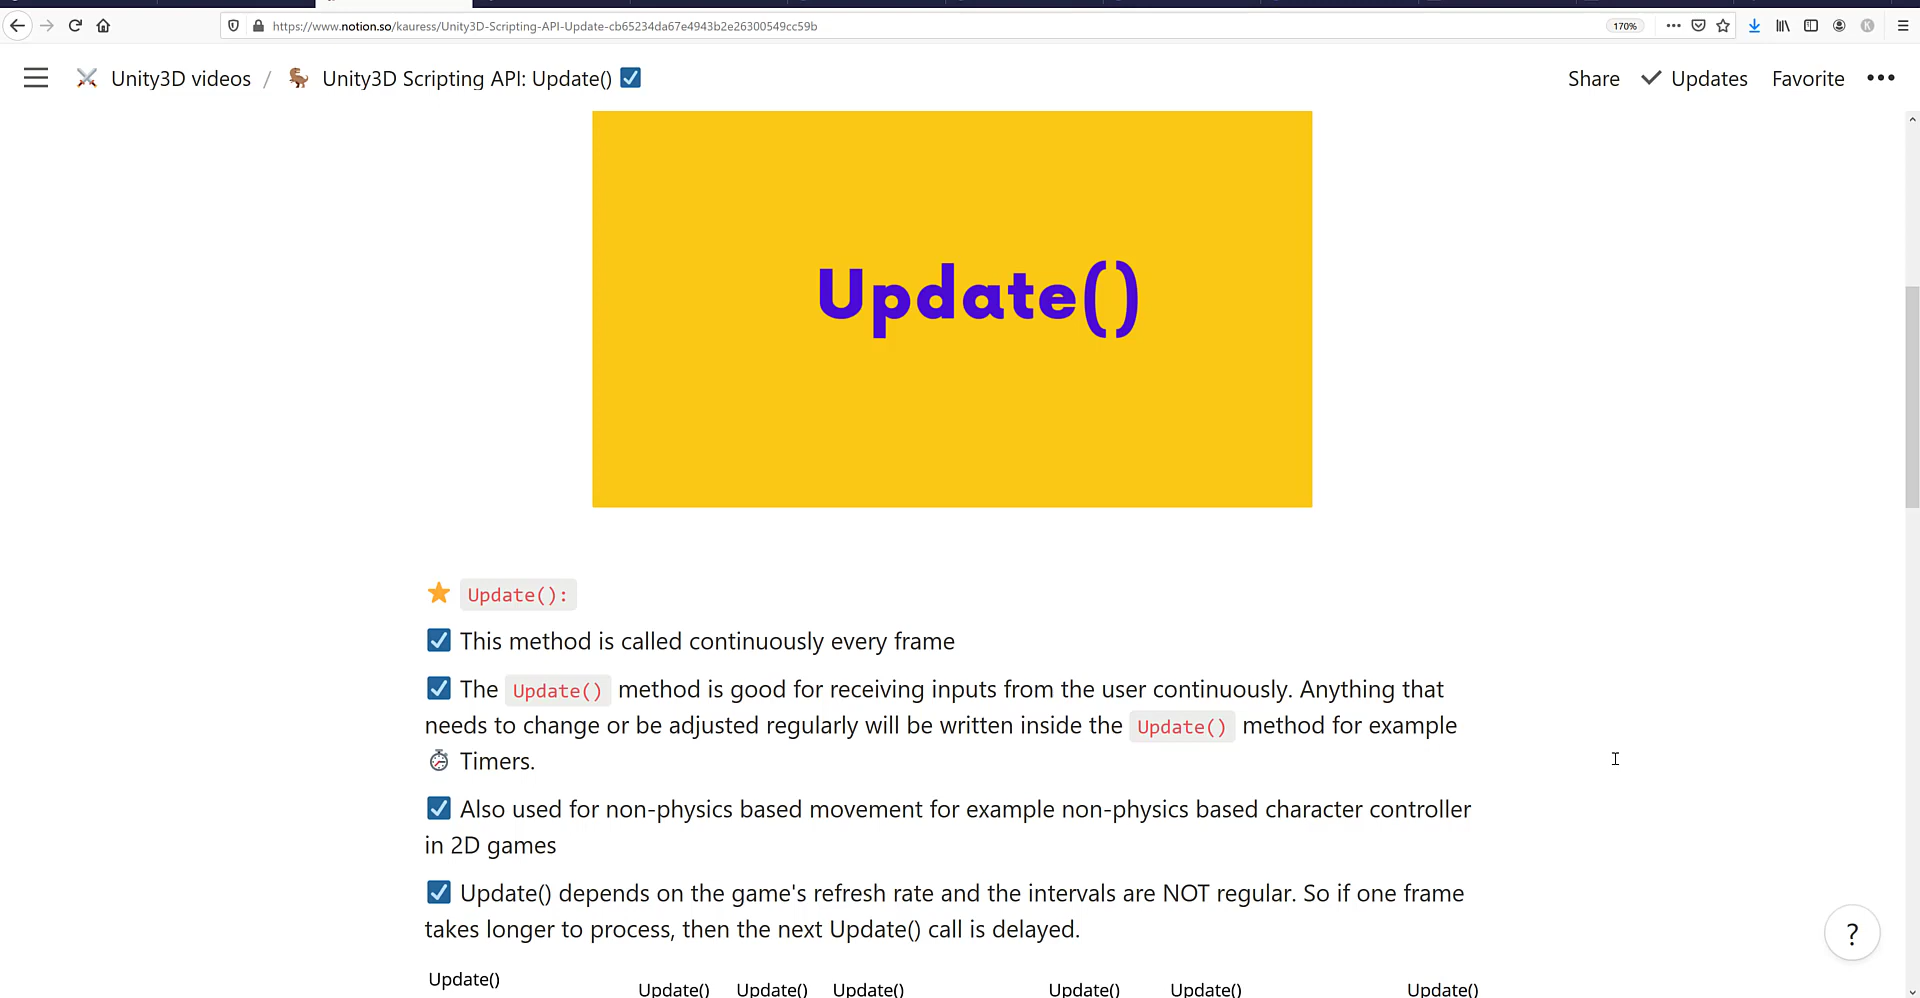 https://www.notion.so/kauress/Unity3D-Scripting-API-Update-cb65234da67e4943b2e26300549cc59b
170%
K
Unity3D videos / Unity3D Scripting API: Update()
Share Updates Favorite
Update()
Update():
This method is called continuously every frame
The Update() method is good for receiving inputs from the user continuously. Anything that
needs to change or be adjusted regularly will be written inside the Update() method for example
Timers.
Also used for non-physics based movement for example non-physics based character controller
in 2D games
Update() depends on the game's refresh rate and the intervals are NOT regular. So if one frame
takes longer to process, then the next Update() call is delayed.
?
Update()
Update() Update() Update() Update() Update() Update()